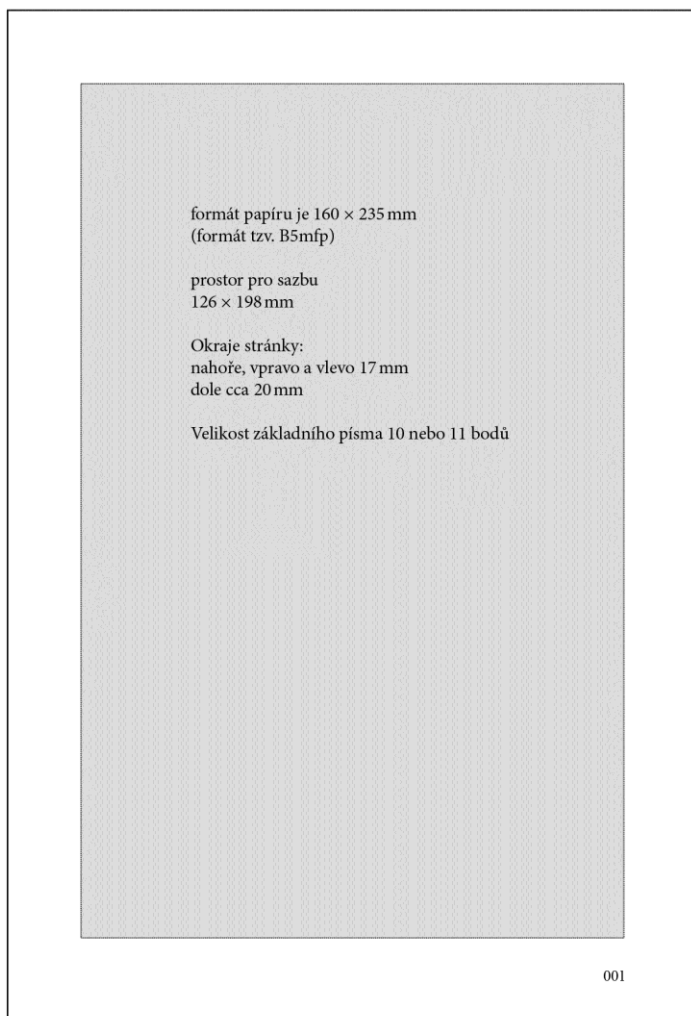 formát papíru je 160 × 235 mm
(formát tzv. B5mfp)
prostor pro sazbu
126 × 198 mm
Okraje stránky:
nahoře, vpravo a vlevo 17 mm
dole cca 20 mm
Velikost základního písma 10 nebo 11 bodů
001